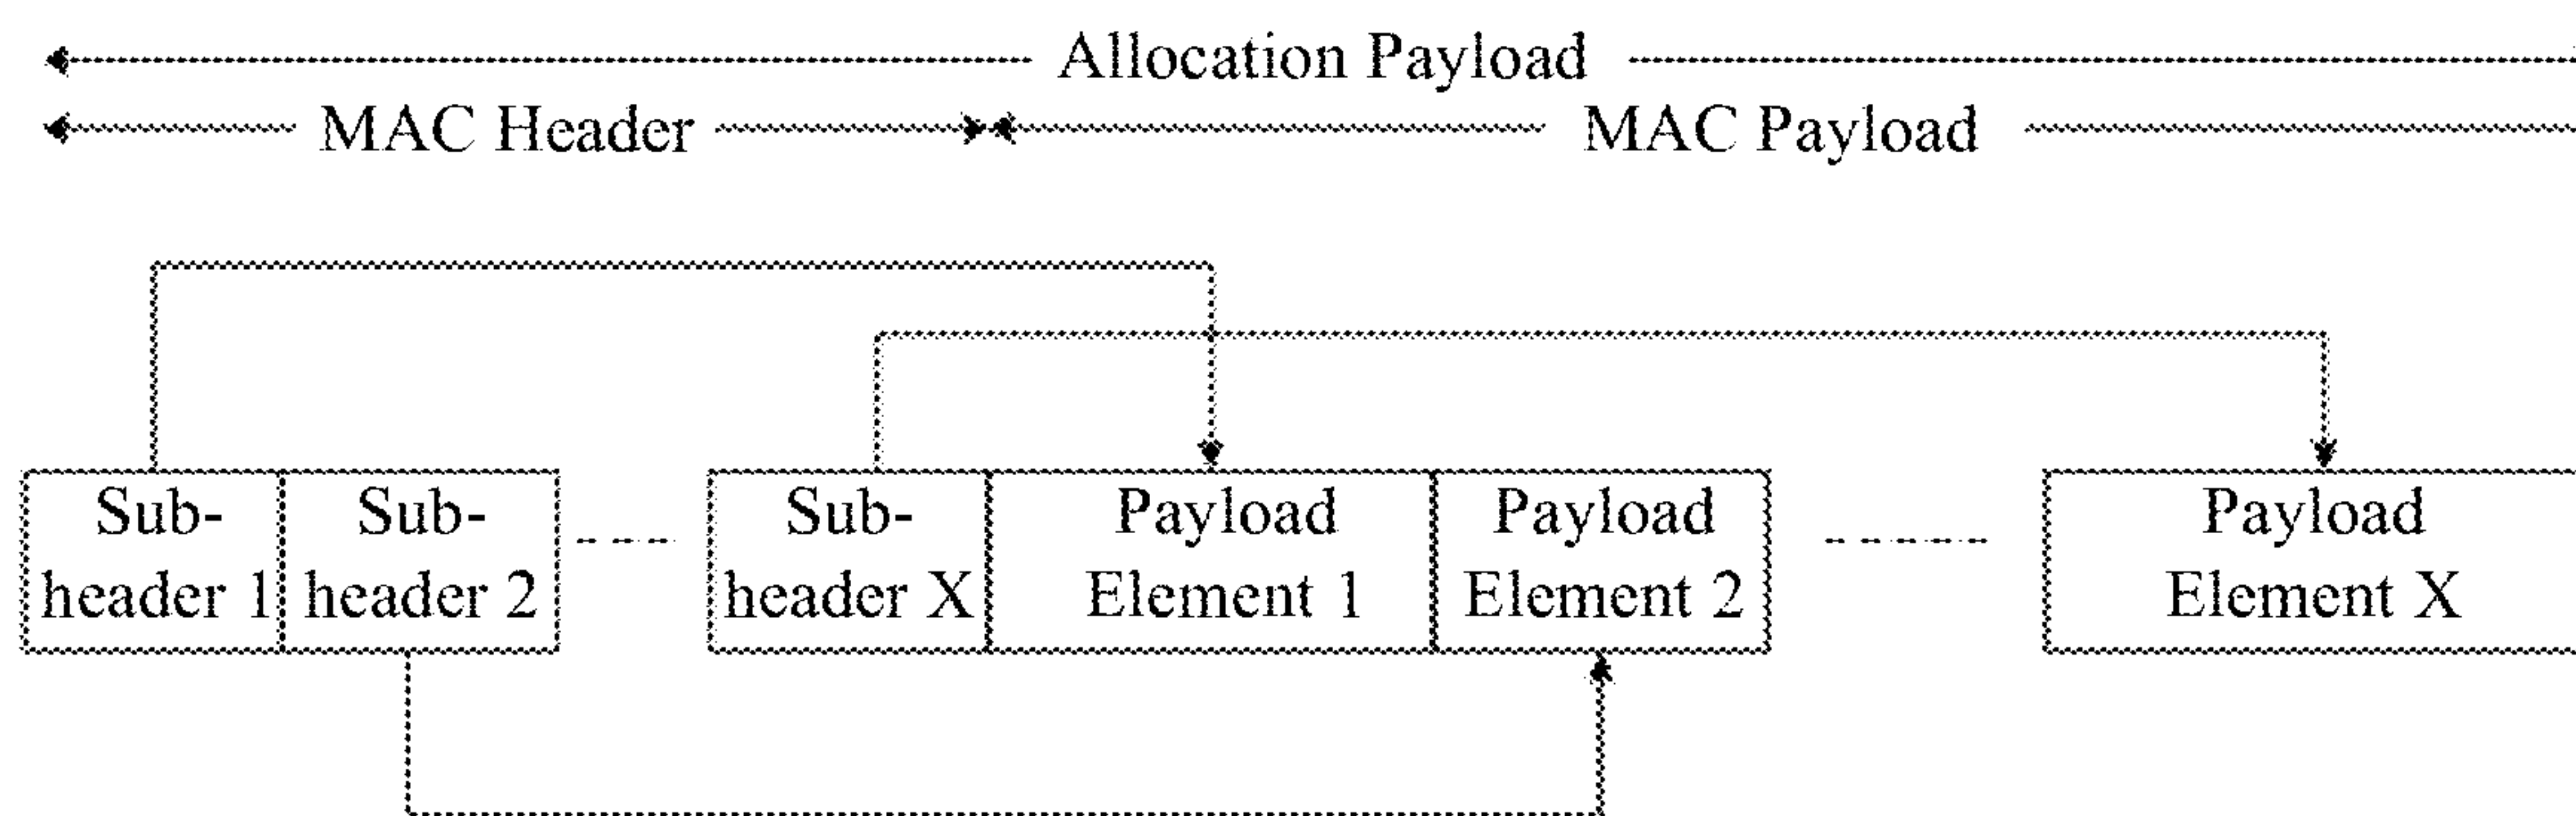 Allocation Payload
MAC Header MAC Payload
Sub- Sub- Sub- Payload Payload Payload
header 1 header 2 header X Element 1 Element 2 Element X